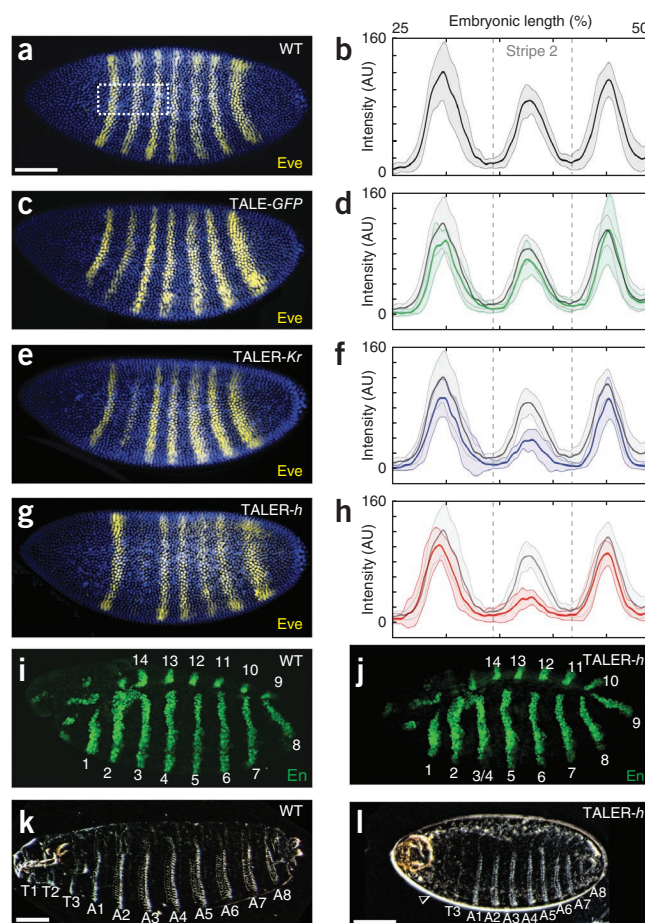 a
WT
Eve
b
25
Embryonic length (%)
50
Stripe 2
Intensity (AU)
160
0
c
TALE-GFP
Eve
d
160
Intensity (AU)
0
e
TALER-Kr
Eve
f
160
Intensity (AU)
0
g
TALER-h
Eve
h
160
Intensity (AU)
0
i
WT
14 13 12 11 10 9
8
1 2 3 4 5 6 7
En
j
TALER-h
14 13 12 11 10
9
8
1 2 3/4 5 6 7
En
k
WT
T1 T2 T3 A1 A2 A3 A4 A5 A6 A7 A8
l
TALER-h
T3 A1 A2 A3 A4 A5 A6 A7 A8